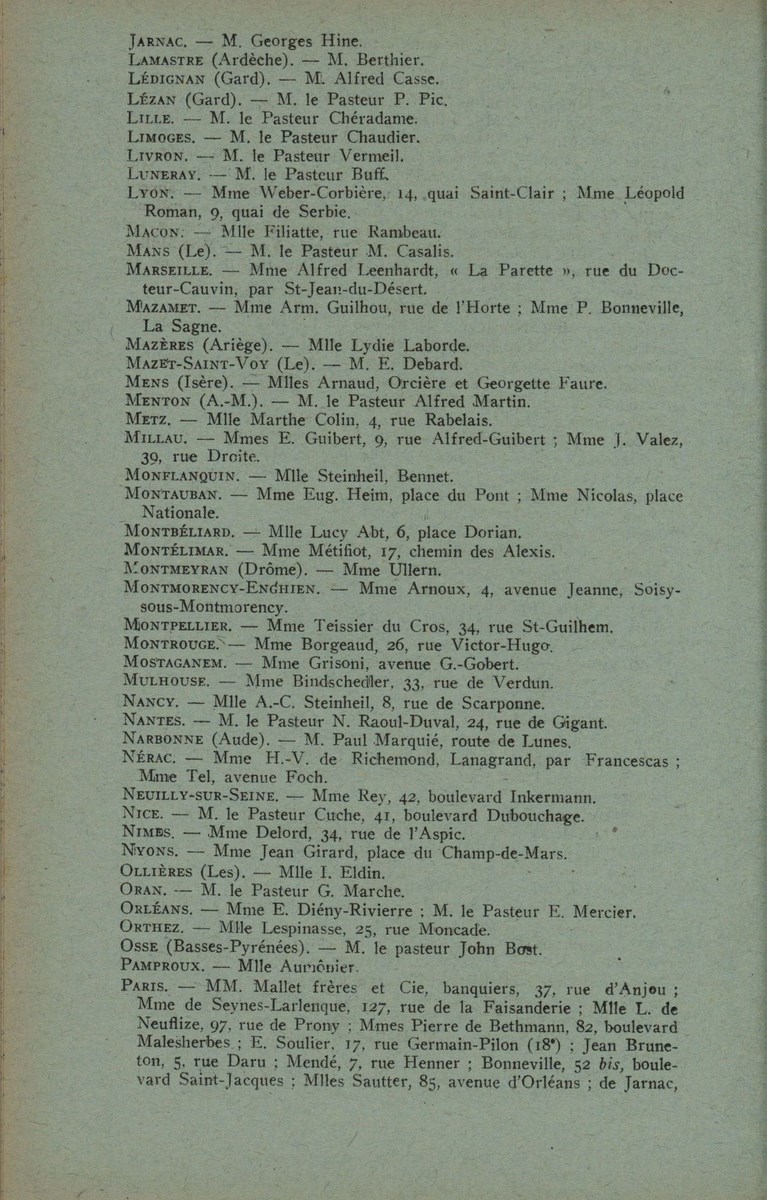 JARNAC. — M. Georges Hine.
LAMASTRE (Ardèche). — M. Berthier.
LÉDIGNAN (Gard). — M. Alfred Casse.
LÉZAN (Gard). — M. le Pasteur P. Pic.
LILLE. — M. le Pasteur Chéradame.
LIMOGES. — M. le Pasteur Chaudier.
LIVRON. — M. le Pasteur Vermeil.
LUNERAY. — M. le Pasteur Buff.
LYON. — Mme Weber-Corbière, 14, quai Saint-Clair ; Mme Léopold
Roman, 9, quai de Serbie.
MACON. — Mlle Filiatte, rue Rambeau.
MANS (Le). — M. le Pasteur M. Casalis.
MARSEILLE. — Mme Alfred Leenhardt, « La Parette », rue du Doc-
teur-Cauvin, par St-Jean-du-Désert.
MAZAMET. — Mme Arm. Guilhou, rue de l'Horte ; Mme P. Bonneville,
La Sagne.
MAZÈRES (Ariège). — Mlle Lydie Laborde.
MAZET-SAINT-VOY (Le). — M. E. Debard.
MENS (Isère). — Mlles Arnaud, Orcière et Georgette Faure.
MENTON (A.-M.). — M. le Pasteur Alfred Martin.
METZ. — Mlle Marthe Colin, 4, rue Rabelais.
MILLAU. — Mmes E. Guibert, 9, rue Alfred-Guibert ; Mme J. Valez,
39, rue Droite.
MONFLANQUIN. — Mlle Steinheil, Bennet.
MONTAUBAN. — Mme Eug. Heim, place du Pont ; Mme Nicolas, place
Nationale.
MONTBÉLIARD. — Mlle Lucy Abt, 6, place Dorian.
MONTÉLIMAR. — Mme Métifiot, 17, chemin des Alexis.
MONTMEYRAN (Drôme). — Mme Ullern.
MONTMORENCY-ENGHIEN. — Mme Arnoux, 4, avenue Jeanne, Soisy-
sous-Montmorency.
MONTPELLIER. — Mme Teissier du Cros, 34, rue St-Guilhem.
MONTROUGE. — Mme Borgeaud, 26, rue Victor-Hugo.
MOSTAGANEM. — Mme Grisoni, avenue G.-Gobert.
MULHOUSE. — Mme Bindschedler, 33, rue de Verdun.
NANCY. — Mlle A.-C. Steinheil, 8, rue de Scarponne.
NANTES. — M. le Pasteur N. Raoul-Duval, 24, rue de Gigant.
NARBONNE (Aude). — M. Paul Marquié, route de Lunes.
NÉRAC. — Mme H.-V. de Richemond, Lanagrand, par Francescas ;
Mme Tel, avenue Foch.
NEUILLY-SUR-SEINE. — Mme Rey, 42, boulevard Inkermann.
NICE. — M. le Pasteur Cuche, 41, boulevard Dubouchage.
NIMES. — Mme Delord, 34, rue de l'Aspic.
NYONS. — Mme Jean Girard, place du Champ-de-Mars.
OLLIÈRES (Les). — Mlle I. Eldin.
ORAN. — M. le Pasteur G. Marche.
ORLÉANS. — Mme E. Diény-Rivierre ; M. le Pasteur E. Mercier.
ORTHEZ. — Mlle Lespinasse, 25, rue Moncade.
OSSE (Basses-Pyrénées). — M. le pasteur John Bost.
PAMPROUX. — Mlle Aumônier.
PARIS. — MM. Mallet frères et Cie, banquiers, 37, rue d'Anjou ;
Mme de Seynes-Larlenque, 127, rue de la Faisanderie ; Mlle L. de
Neuflize, 97, rue de Prony ; Mmes Pierre de Bethmann, 82, boulevard
Malesherbes ; E. Soulier, 17, rue Germain-Pilon (18e) ; Jean Brune-
ton, 5, rue Daru ; Mendé, 7, rue Henner ; Bonneville, 52 bis, boule-
vard Saint-Jacques ; Mlles Sautter, 85, avenue d'Orléans ; de Jarnac,